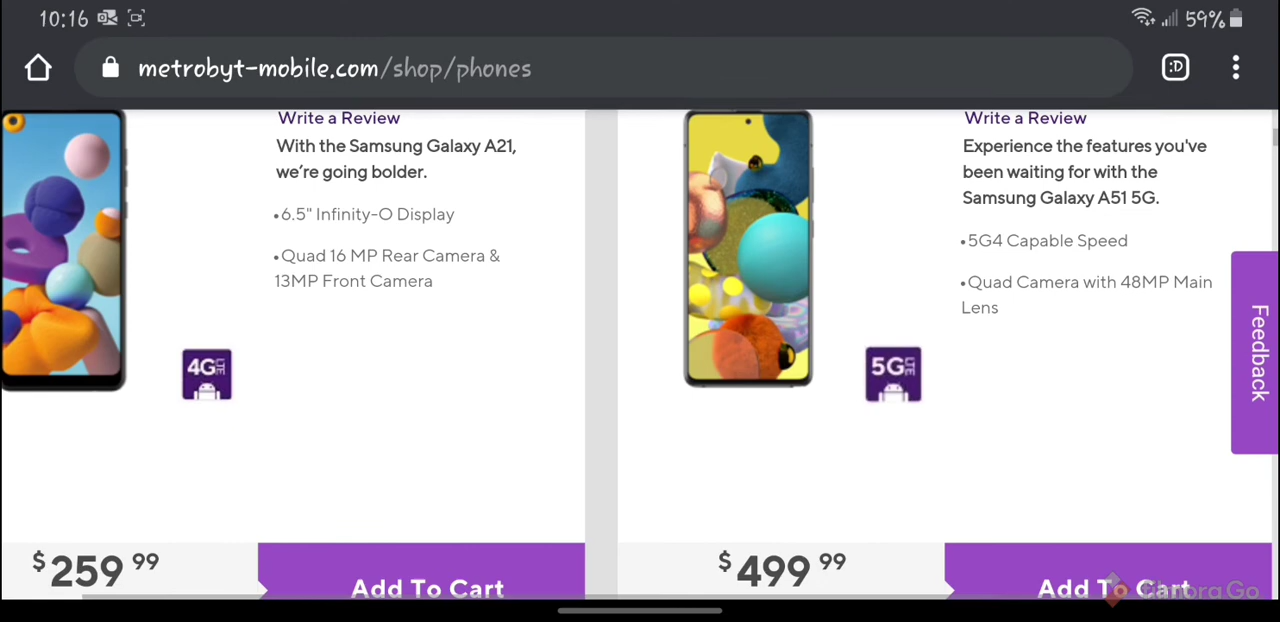 10:16
59%
metrobyt-mobile.com/shop/phones
:D
Write a Review
With the Samsung Galaxy A21,
we’re going bolder.
•6.5" Infinity-O Display
•Quad 16 MP Rear Camera &
13MP Front Camera
4G LTE
$259 99
Add To Cart
Write a Review
Experience the features you've
been waiting for with the
Samsung Galaxy A51 5G.
•5G4 Capable Speed
•Quad Camera with 48MP Main
Lens
5G LTE
$499 99
Add To Cart
Feedback
Filmora Go